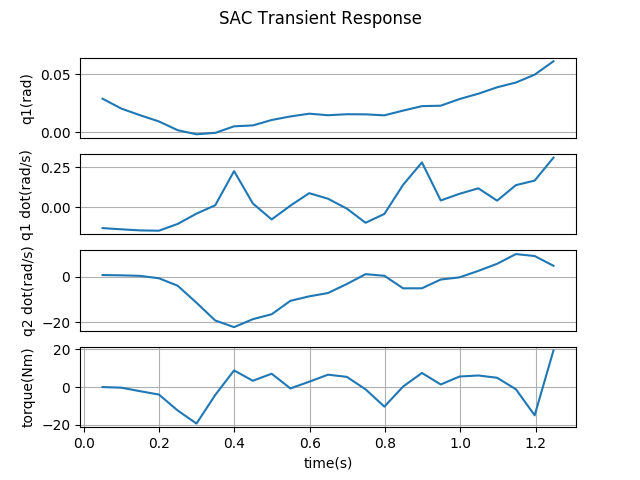 SAC Transient Response
q1(rad)
0.05
0.00
q1 dot(rad/s)
0.25
0.00
q2 dot(rad/s)
0
−20
torque(Nm)
20
0
−20
0.0 0.2 0.4 0.6 0.8 1.0 1.2
time(s)